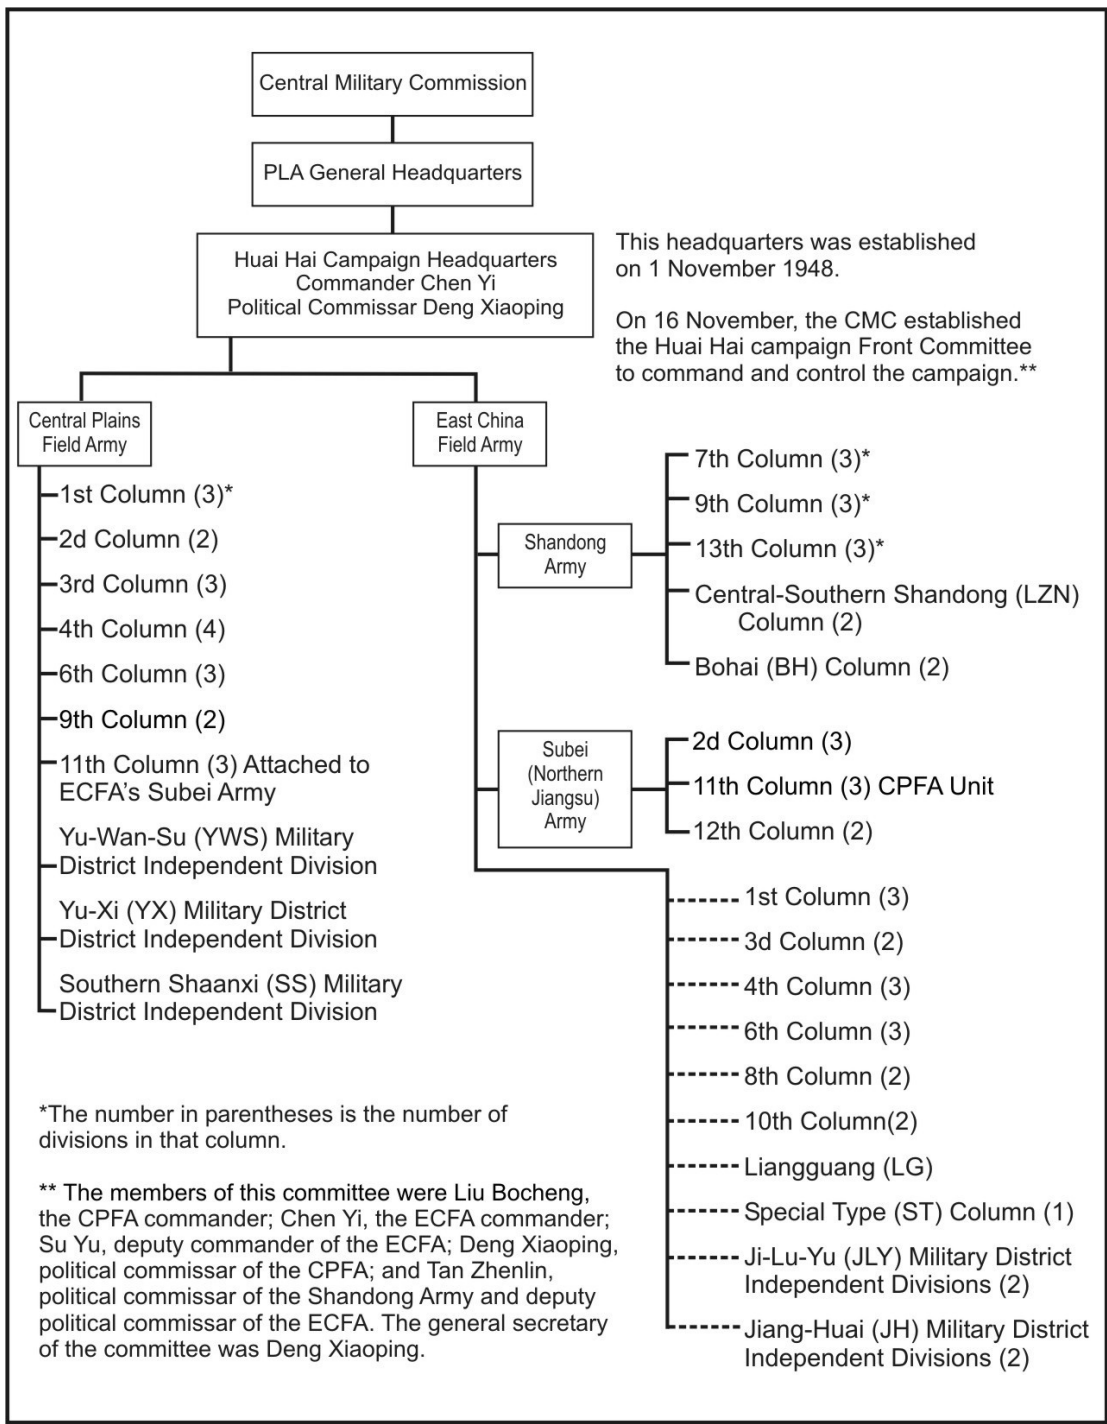 Central Military Commission
PLA General Headquarters
Huai Hai Campaign Headquarters
Commander Chen Yi
Political Commissar Deng Xiaoping
This headquarters was established
on 1 November 1948.
On 16 November, the CMC established
the Huai Hai campaign Front Committee
to command and control the campaign.**
Central Plains
Field Army
1st Column (3)*
2d Column (2)
3rd Column (3)
4th Column (4)
6th Column (3)
9th Column (2)
11th Column (3) Attached to
ECFA's Subei Army
Yu-Wan-Su (YWS) Military
District Independent Division
Yu-Xi (YX) Military District
District Independent Division
Southern Shaanxi (SS) Military
District Independent Division
East China
Field Army
Shandong
Army
7th Column (3)*
9th Column (3)*
13th Column (3)*
Central-Southern Shandong (LZN)
Column (2)
Bohai (BH) Column (2)
Subei
(Northern
Jiangsu)
Army
2d Column (3)
11th Column (3) CPFA Unit
12th Column (2)
1st Column (3)
3d Column (2)
4th Column (3)
6th Column (3)
8th Column (2)
10th Column(2)
Liangguang (LG)
Special Type (ST) Column (1)
Ji-Lu-Yu (JLY) Military District
Independent Divisions (2)
Jiang-Huai (JH) Military District
Independent Divisions (2)
*The number in parentheses is the number of
divisions in that column.
** The members of this committee were Liu Bocheng,
the CPFA commander; Chen Yi, the ECFA commander;
Su Yu, deputy commander of the ECFA; Deng Xiaoping,
political commissar of the CPFA; and Tan Zhenlin,
political commissar of the Shandong Army and deputy
political commissar of the ECFA. The general secretary
of the committee was Deng Xiaoping.